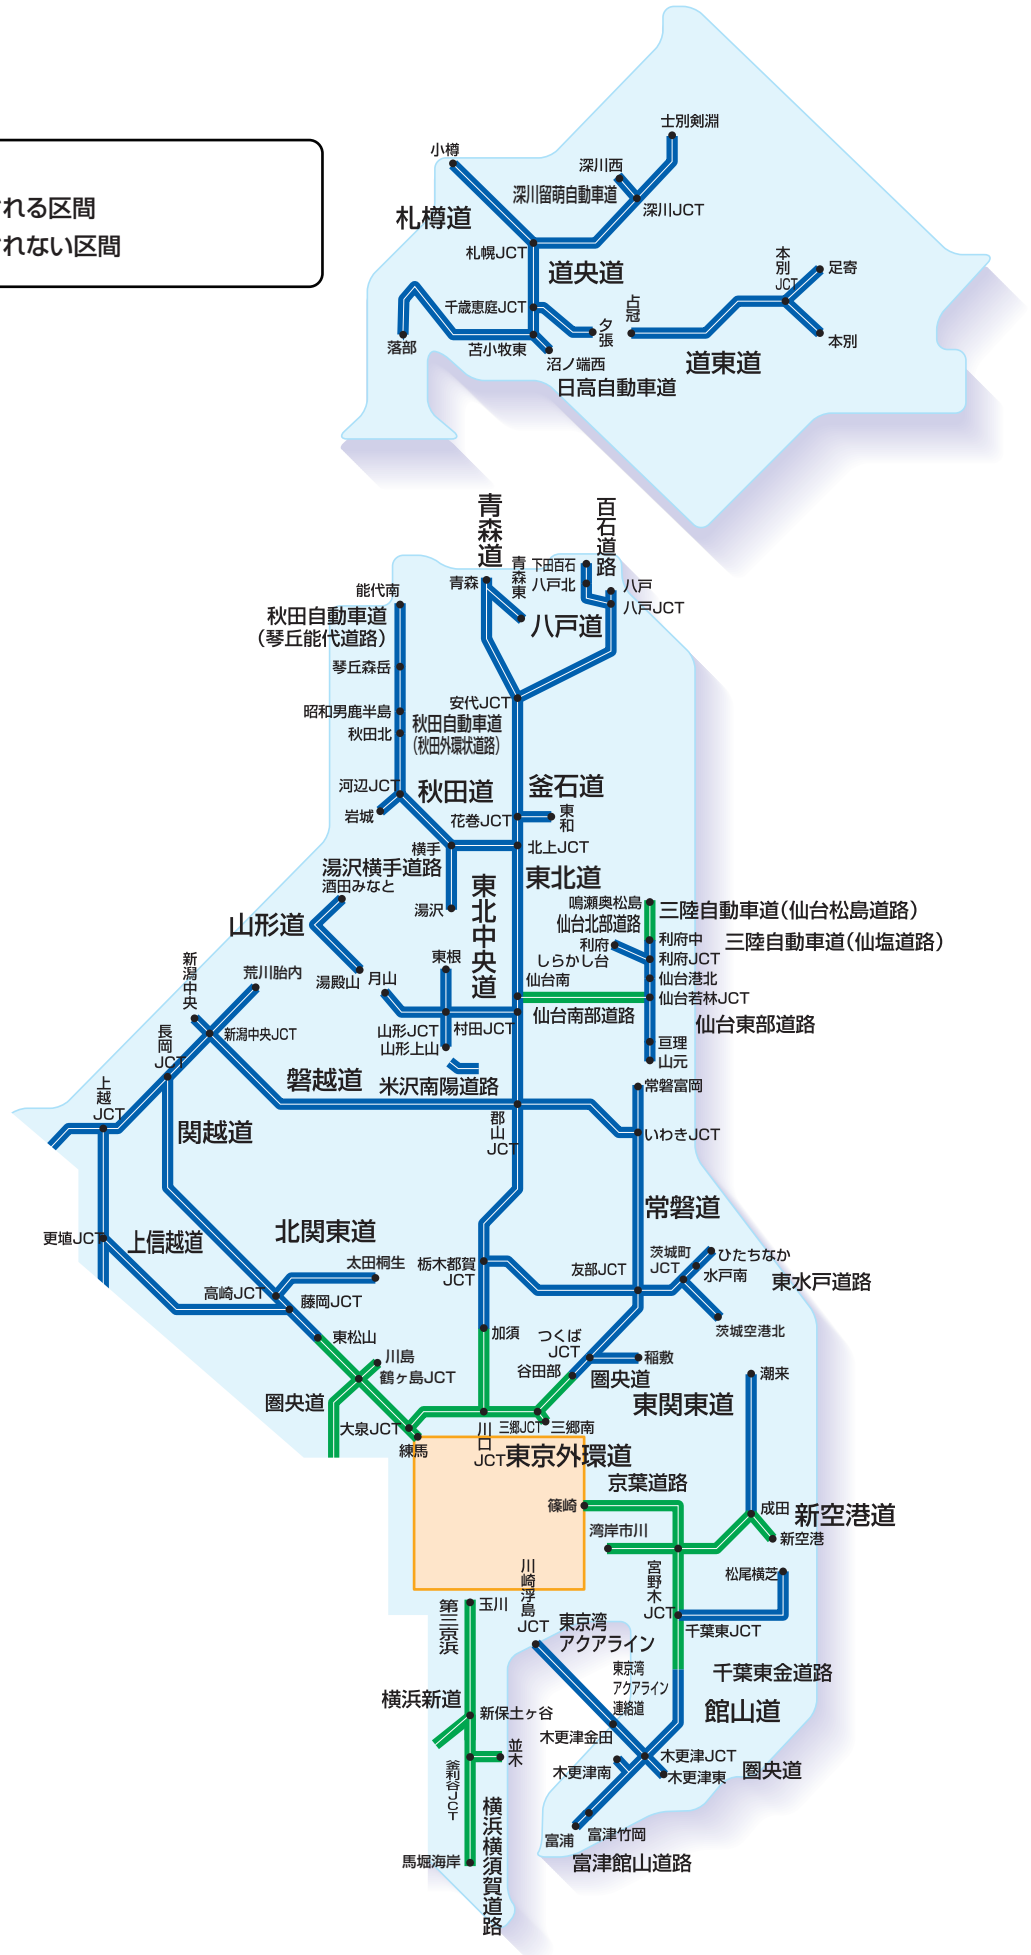 れる区間
れない区間
士別剣淵
小樽
深川西
深川留萌自動車道
深川JCT
札樽道
札幌JCT
道央道
本別JCT
足寄
千歳恵庭JCT
夕張
占冠
落部
苫小牧東
本別
沼ノ端西
道東道
日高自動車道
青森道
百石道路
青森
青森東
下田百石
八戸北
八戸
八戸JCT
能代南
秋田自動車道
（琴丘能代道路）
八戸道
琴丘森岳
安代JCT
昭和男鹿半島
秋田自動車道
（秋田外環状道路）
秋田北
河辺JCT
秋田道
釜石道
岩城
花巻JCT
東和
横手
北上JCT
湯沢横手道路
東北中央道
東北道
酒田みなと
湯沢
鳴瀬奥松島
三陸自動車道（仙台松島道路）
山形道
仙台北部道路
利府中
三陸自動車道（仙塩道路）
利府
しらかし台
利府JCT
新潟中央
荒川胎内
湯殿山
月山
東根
仙台南
仙台港北
仙台若林JCT
仙台南部道路
仙台東部道路
長岡JCT
新潟中央JCT
山形JCT
村田JCT
山形上山
亘理
山元
磐越道
米沢南陽道路
常磐富岡
上越JCT
関越道
郡山JCT
いわきJCT
常磐道
北関東道
更埴JCT
上信越道
太田桐生
栃木都賀JCT
友部JCT
茨城町JCT
ひたちなか
水戸南
東水戸道路
高崎JCT
藤岡JCT
東松山
加須
つくばJCT
茨城空港北
川島
鶴ヶ島JCT
谷田部
稲敷
圏央道
潮来
圏央道
東関東道
大泉JCT
三郷JCT
三郷南
練馬
川口JCT
東京外環道
京葉道路
篠崎
成田
新空港道
湾岸市川
新空港
川崎浮島JCT
宮野木JCT
松尾横芝
第三京浜
玉川
千葉東JCT
東京湾
アクアライン
東京湾
アクアライン
連絡道
千葉東金道路
横浜新道
新保土ヶ谷
館山道
木更津金田
並木
木更津JCT
木更津南
木更津東
圏央道
釜利谷JCT
横浜横須賀道路
富浦
富津竹岡
馬堀海岸
富津館山道路